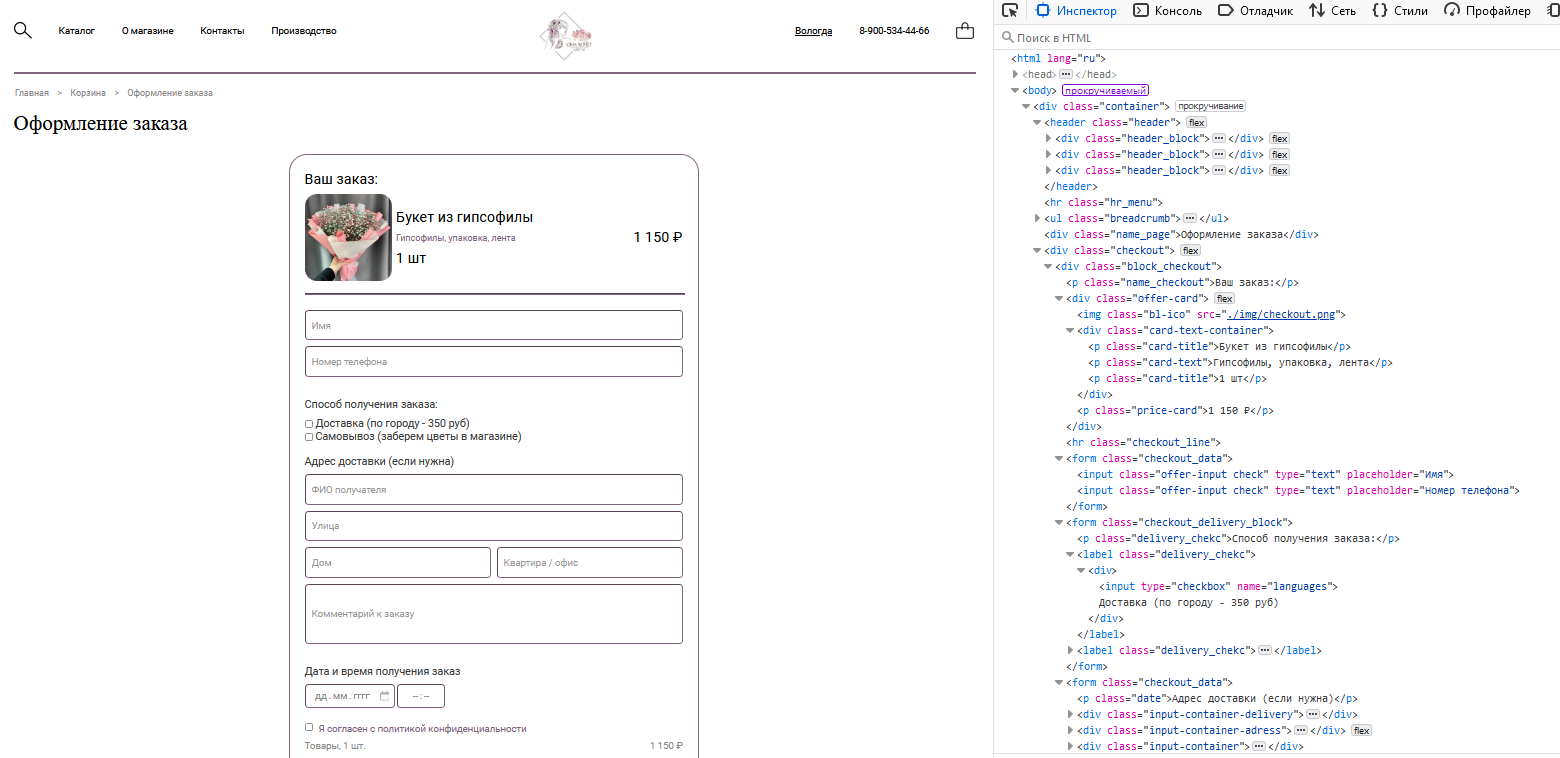 Каталог О магазине Контакты Производство Вологда 8-900-534-44-66
Главная > Корзина > Оформление заказа
Оформление заказа
Ваш заказ:
Букет из гипсофилы
Гипсофилы, упаковка, лента
1 150 ₽
1 шт
Имя
Номер телефона
Способ получения заказа:
Доставка (по городу - 350 руб)
Самовывоз (заберем цветы в магазине)
Адрес доставки (если нужна)
ФИО получателя
Улица
Дом Квартира / офис
Комментарий к заказу
Дата и время получения заказ
дд.мм.гггг --:--
Я согласен с политикой конфиденциальности
Товары, 1 шт. 1 150 ₽
Инспектор Консоль Отладчик Сеть Стили Профайлер
Поиск в HTML
<html lang="ru">
<head> ••• </head>
<body> прокручиваемый
<div class="container"> прокручивание
<header class="header"> flex
<div class="header_block"> ••• </div> flex
<div class="header_block"> ••• </div> flex
<div class="header_block"> ••• </div> flex
</header>
<hr class="hr_menu">
<ul class="breadcrumb"> ••• </ul>
<div class="name_page">Оформление заказа</div>
<div class="checkout"> flex
<div class="block_checkout">
<p class="name_checkout">Ваш заказ:</p>
<div class="offer-card"> flex
<img class="bl-ico" src="./img/checkout.png">
<div class="card-text-container">
<p class="card-title">Букет из гипсофилы</p>
<p class="card-text">Гипсофилы, упаковка, лента</p>
<p class="card-title">1 шт</p>
</div>
<p class="price-card">1 150 ₽</p>
</div>
<hr class="checkout_line">
<form class="checkout_data">
<input class="offer-input check" type="text" placeholder="Имя">
<input class="offer-input check" type="text" placeholder="Номер телефона">
</form>
<form class="checkout_delivery_block">
<p class="delivery_chekc">Способ получения заказа:</p>
<label class="delivery_chekc">
<div>
<input type="checkbox" name="languages">
Доставка (по городу - 350 руб)
</div>
</label>
<label class="delivery_chekc"> ••• </label>
</form>
<form class="checkout_data">
<p class="date">Адрес доставки (если нужна)</p>
<div class="input-container-delivery"> ••• </div>
<div class="input-container-adress"> ••• </div> flex
<div class="input-container"> ••• </div>